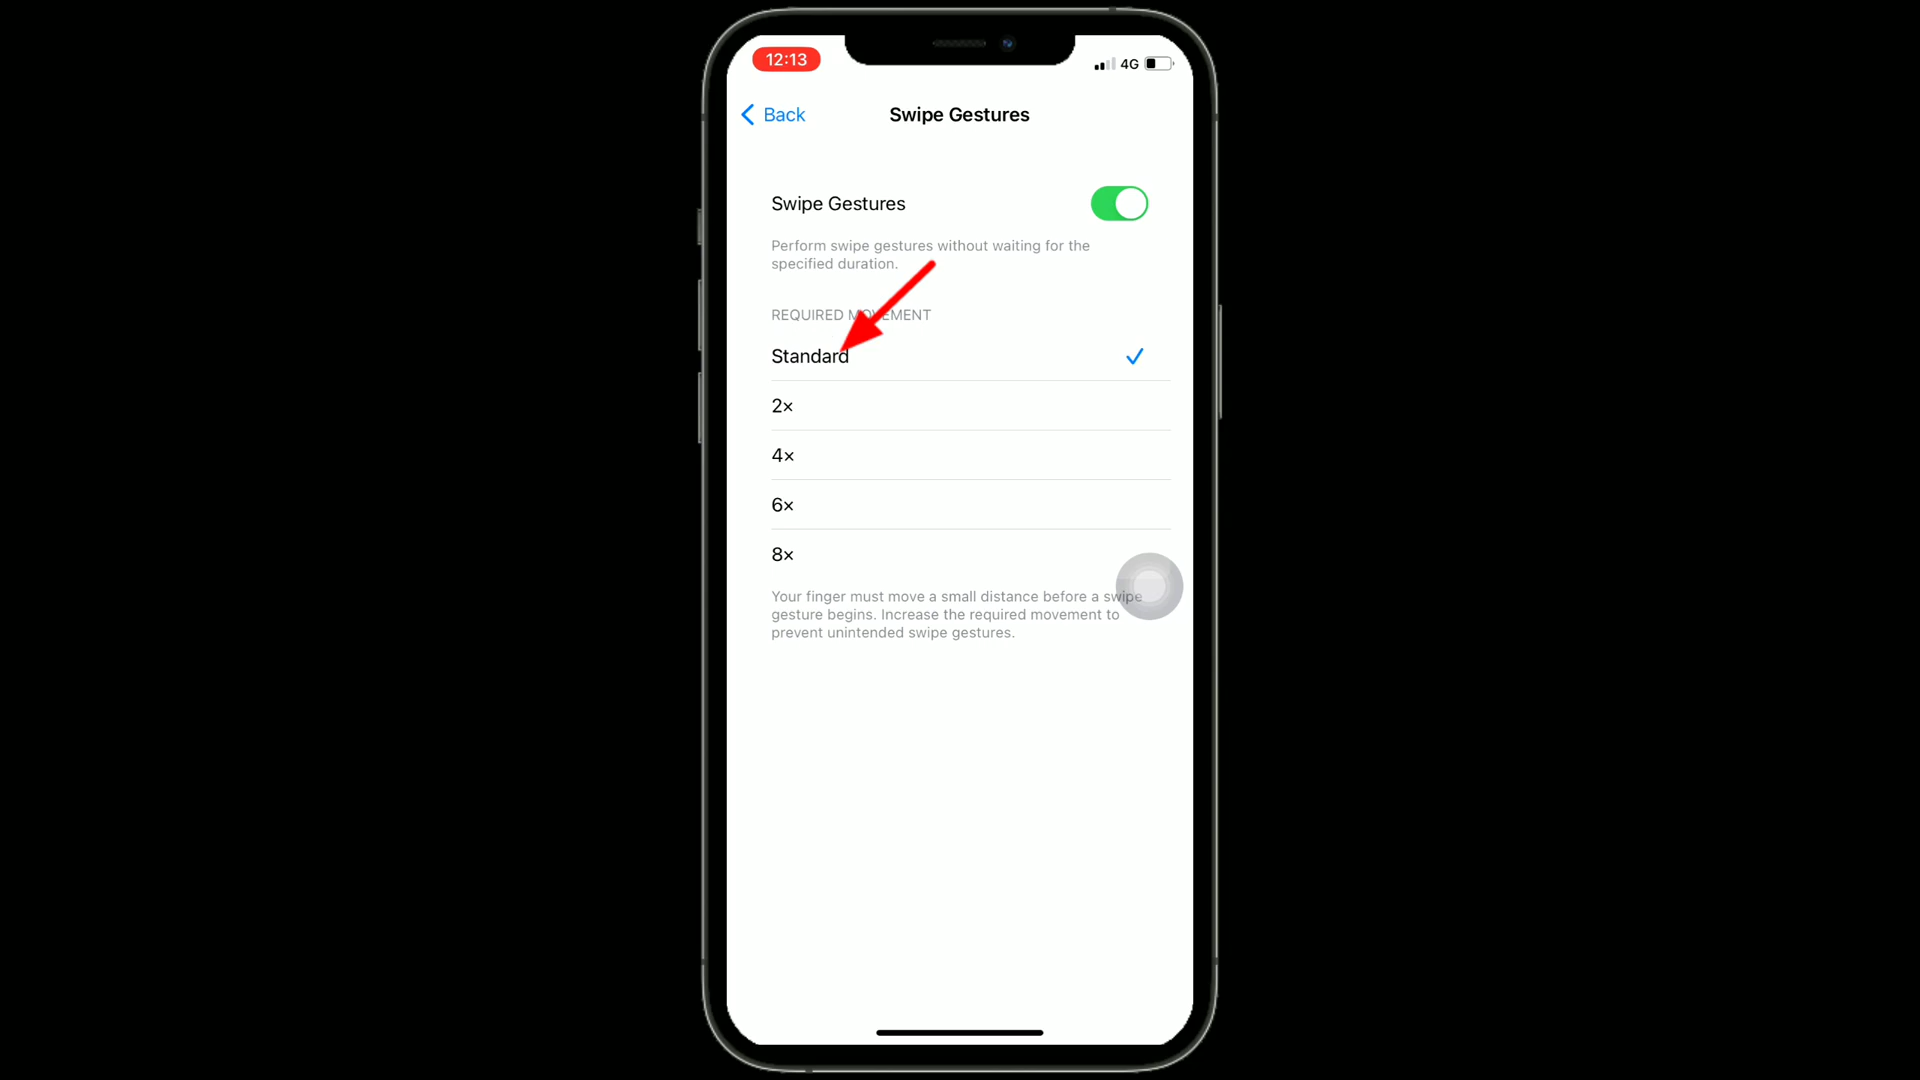 12:13
4G
Back
Swipe Gestures
Swipe Gestures
Perform swipe gestures without waiting for the
specified duration.
REQUIRED MOVEMENT
Standard
2×
4×
6×
8×
Your finger must move a small distance before a swipe
gesture begins. Increase the required movement to
prevent unintended swipe gestures.